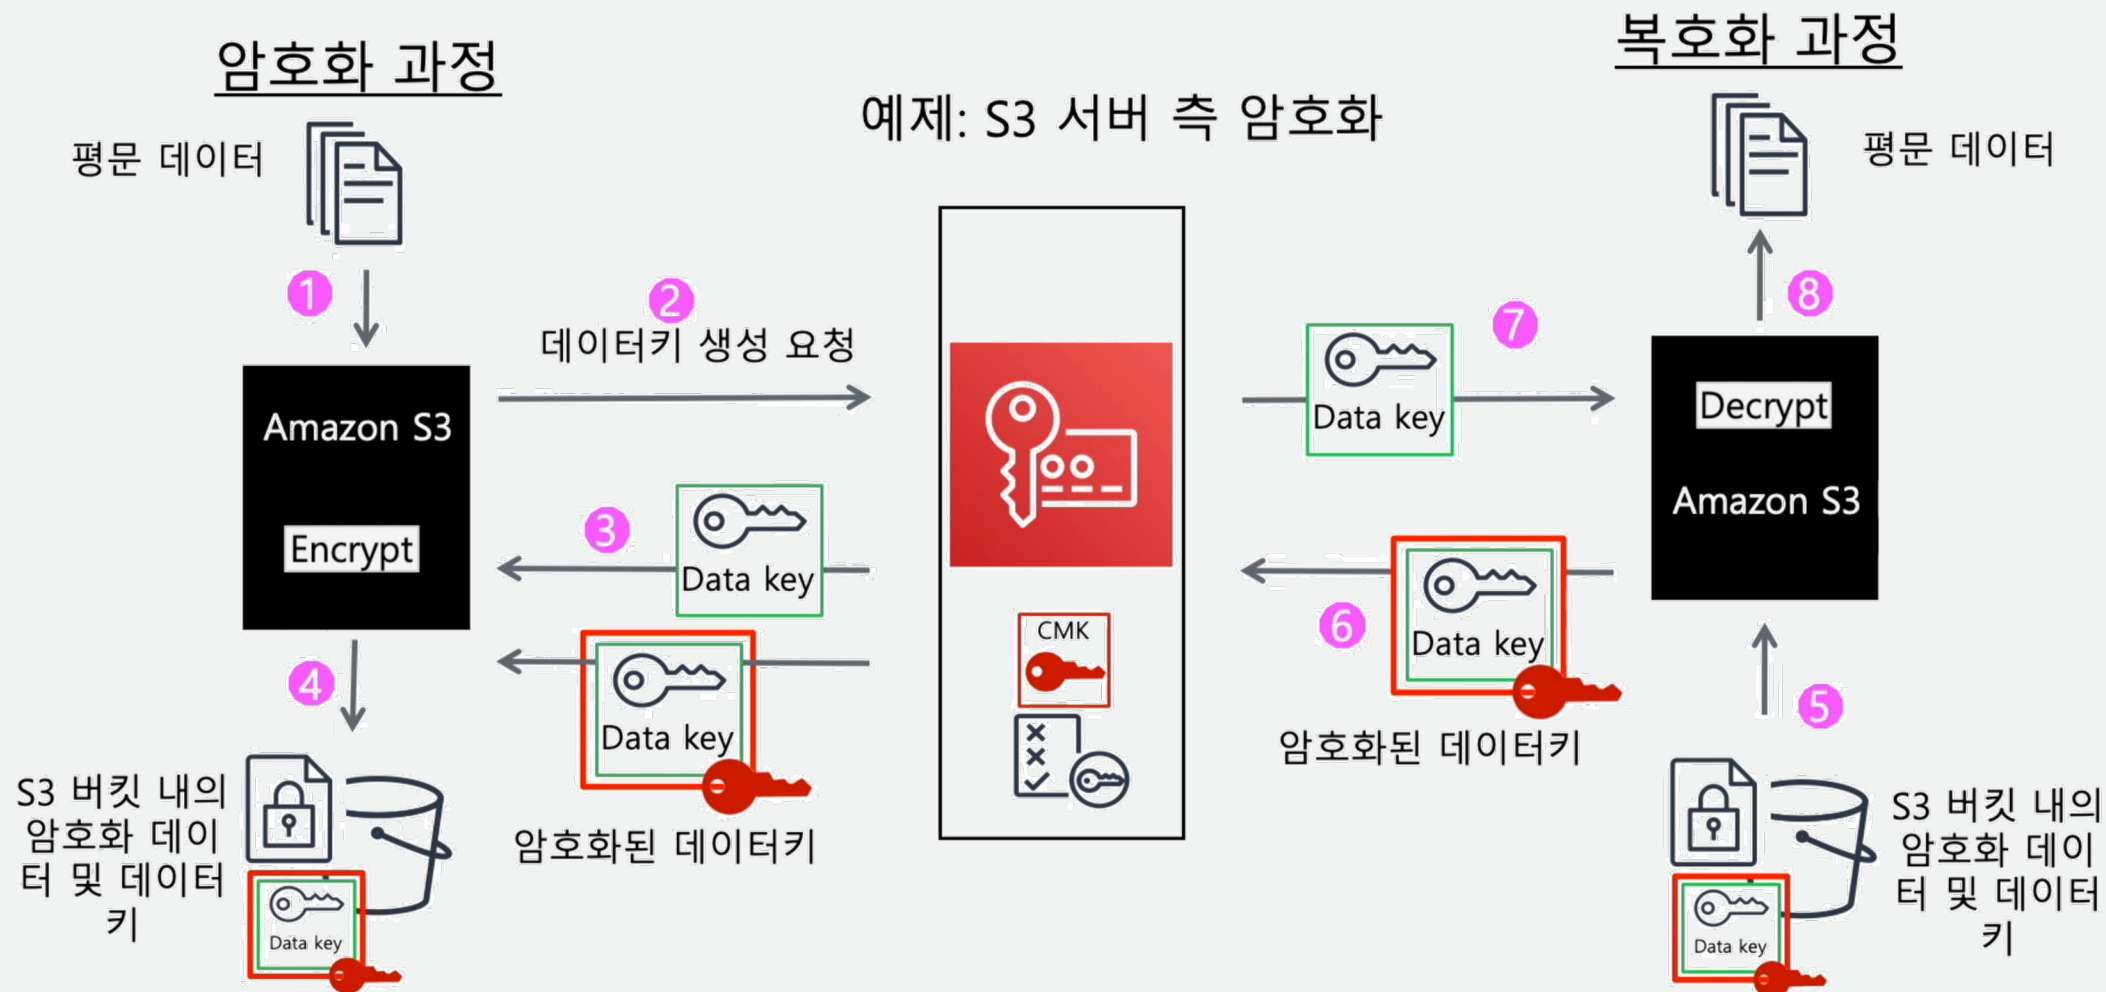 암호화 과정
복호화 과정
예제: S3 서버 측 암호화
평문 데이터
평문 데이터
1
2
데이터키 생성 요청
7
8
Amazon S3
Encrypt
Data key
Decrypt
Amazon S3
3
Data key
4
Data key
암호화된 데이터키
CMK
6
Data key
암호화된 데이터키
5
S3 버킷 내의
암호화 데이
터 및 데이터
키
Data key
S3 버킷 내의
암호화 데이
터 및 데이터
키
Data key